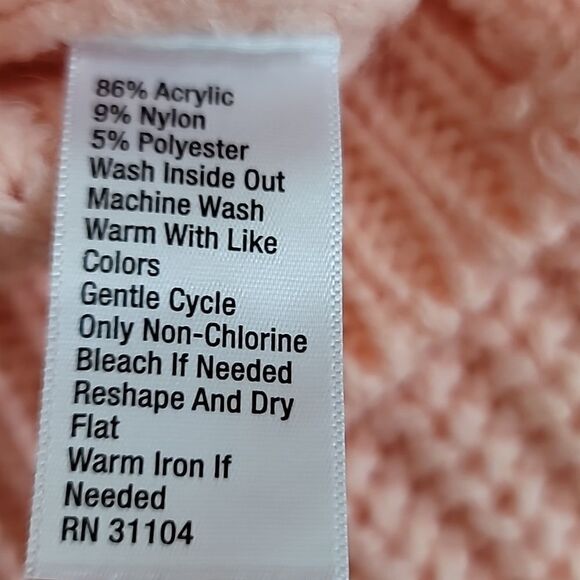 86% Acrylic
9% Nylon
5% Polyester
Wash Inside Out
Machine Wash
Warm With Like
Colors
Gentle Cycle
Only Non-Chlorine
Bleach If Needed
Reshape And Dry
Flat
Warm Iron If
Needed
RN 31104